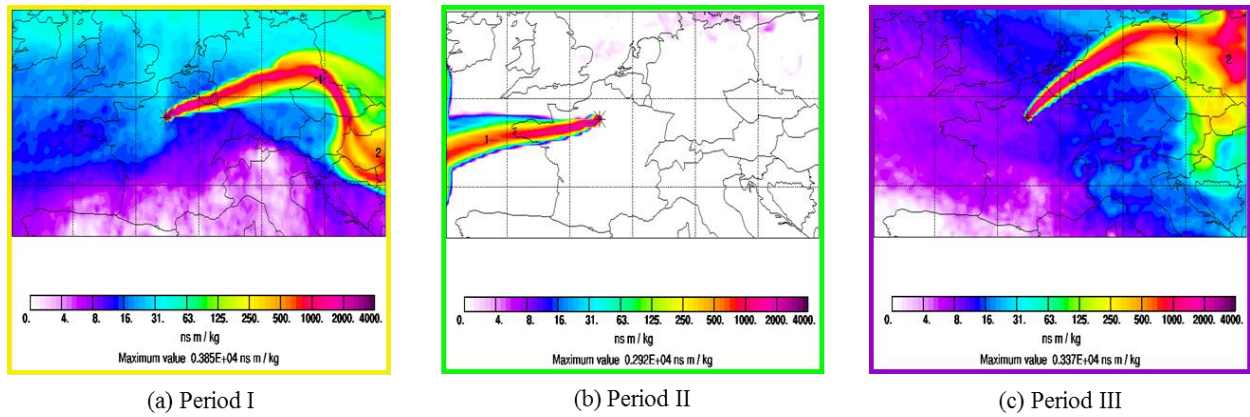 1
2
0. 4. 8. 16. 31. 63. 125. 250. 500. 1000. 2000. 4000.
ns m / kg
Maximum value 0.385E+04 ns m / kg
(a) Period I
1
0. 4. 8. 16. 31. 63. 125. 250. 500. 1000. 2000. 4000.
ns m / kg
Maximum value 0.292E+04 ns m / kg
(b) Period II
1
2
0. 4. 8. 16. 31. 63. 125. 250. 500. 1000. 2000. 4000.
ns m / kg
Maximum value 0.337E+04 ns m / kg
(c) Period III